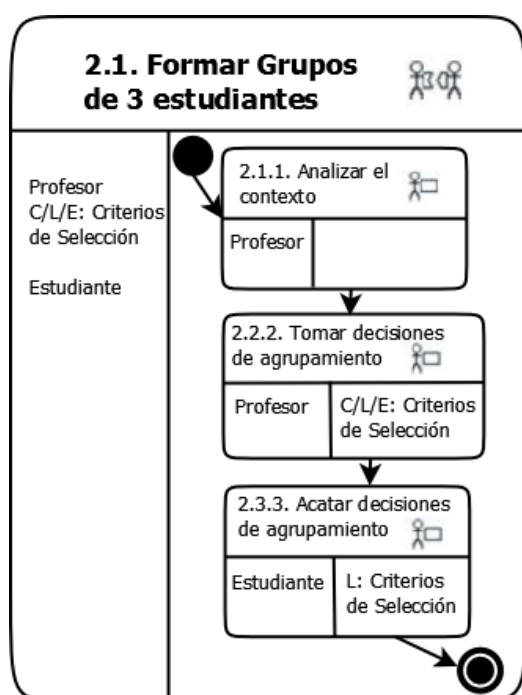 2.1. Formar Grupos
de 3 estudiantes
Profesor
C/L/E: Criterios
de Selección
Estudiante
2.1.1. Analizar el
contexto
Profesor
2.2.2. Tomar decisiones
de agrupamiento
Profesor
C/L/E: Criterios
de Selección
2.3.3. Acatar decisiones
de agrupamiento
Estudiante
L: Criterios
de Selección